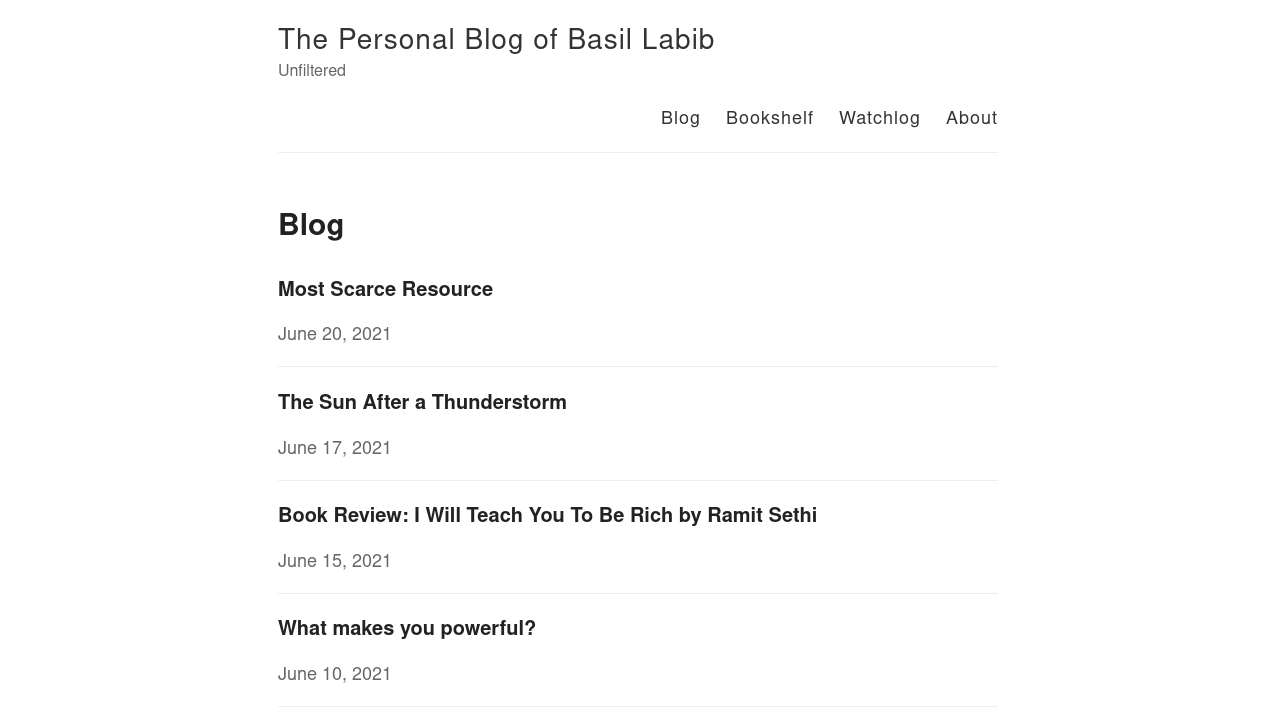 The Personal Blog of Basil Labib
Unfiltered
Blog Bookshelf Watchlog About
Blog
Most Scarce Resource
June 20, 2021
The Sun After a Thunderstorm
June 17, 2021
Book Review: I Will Teach You To Be Rich by Ramit Sethi
June 15, 2021
What makes you powerful?
June 10, 2021